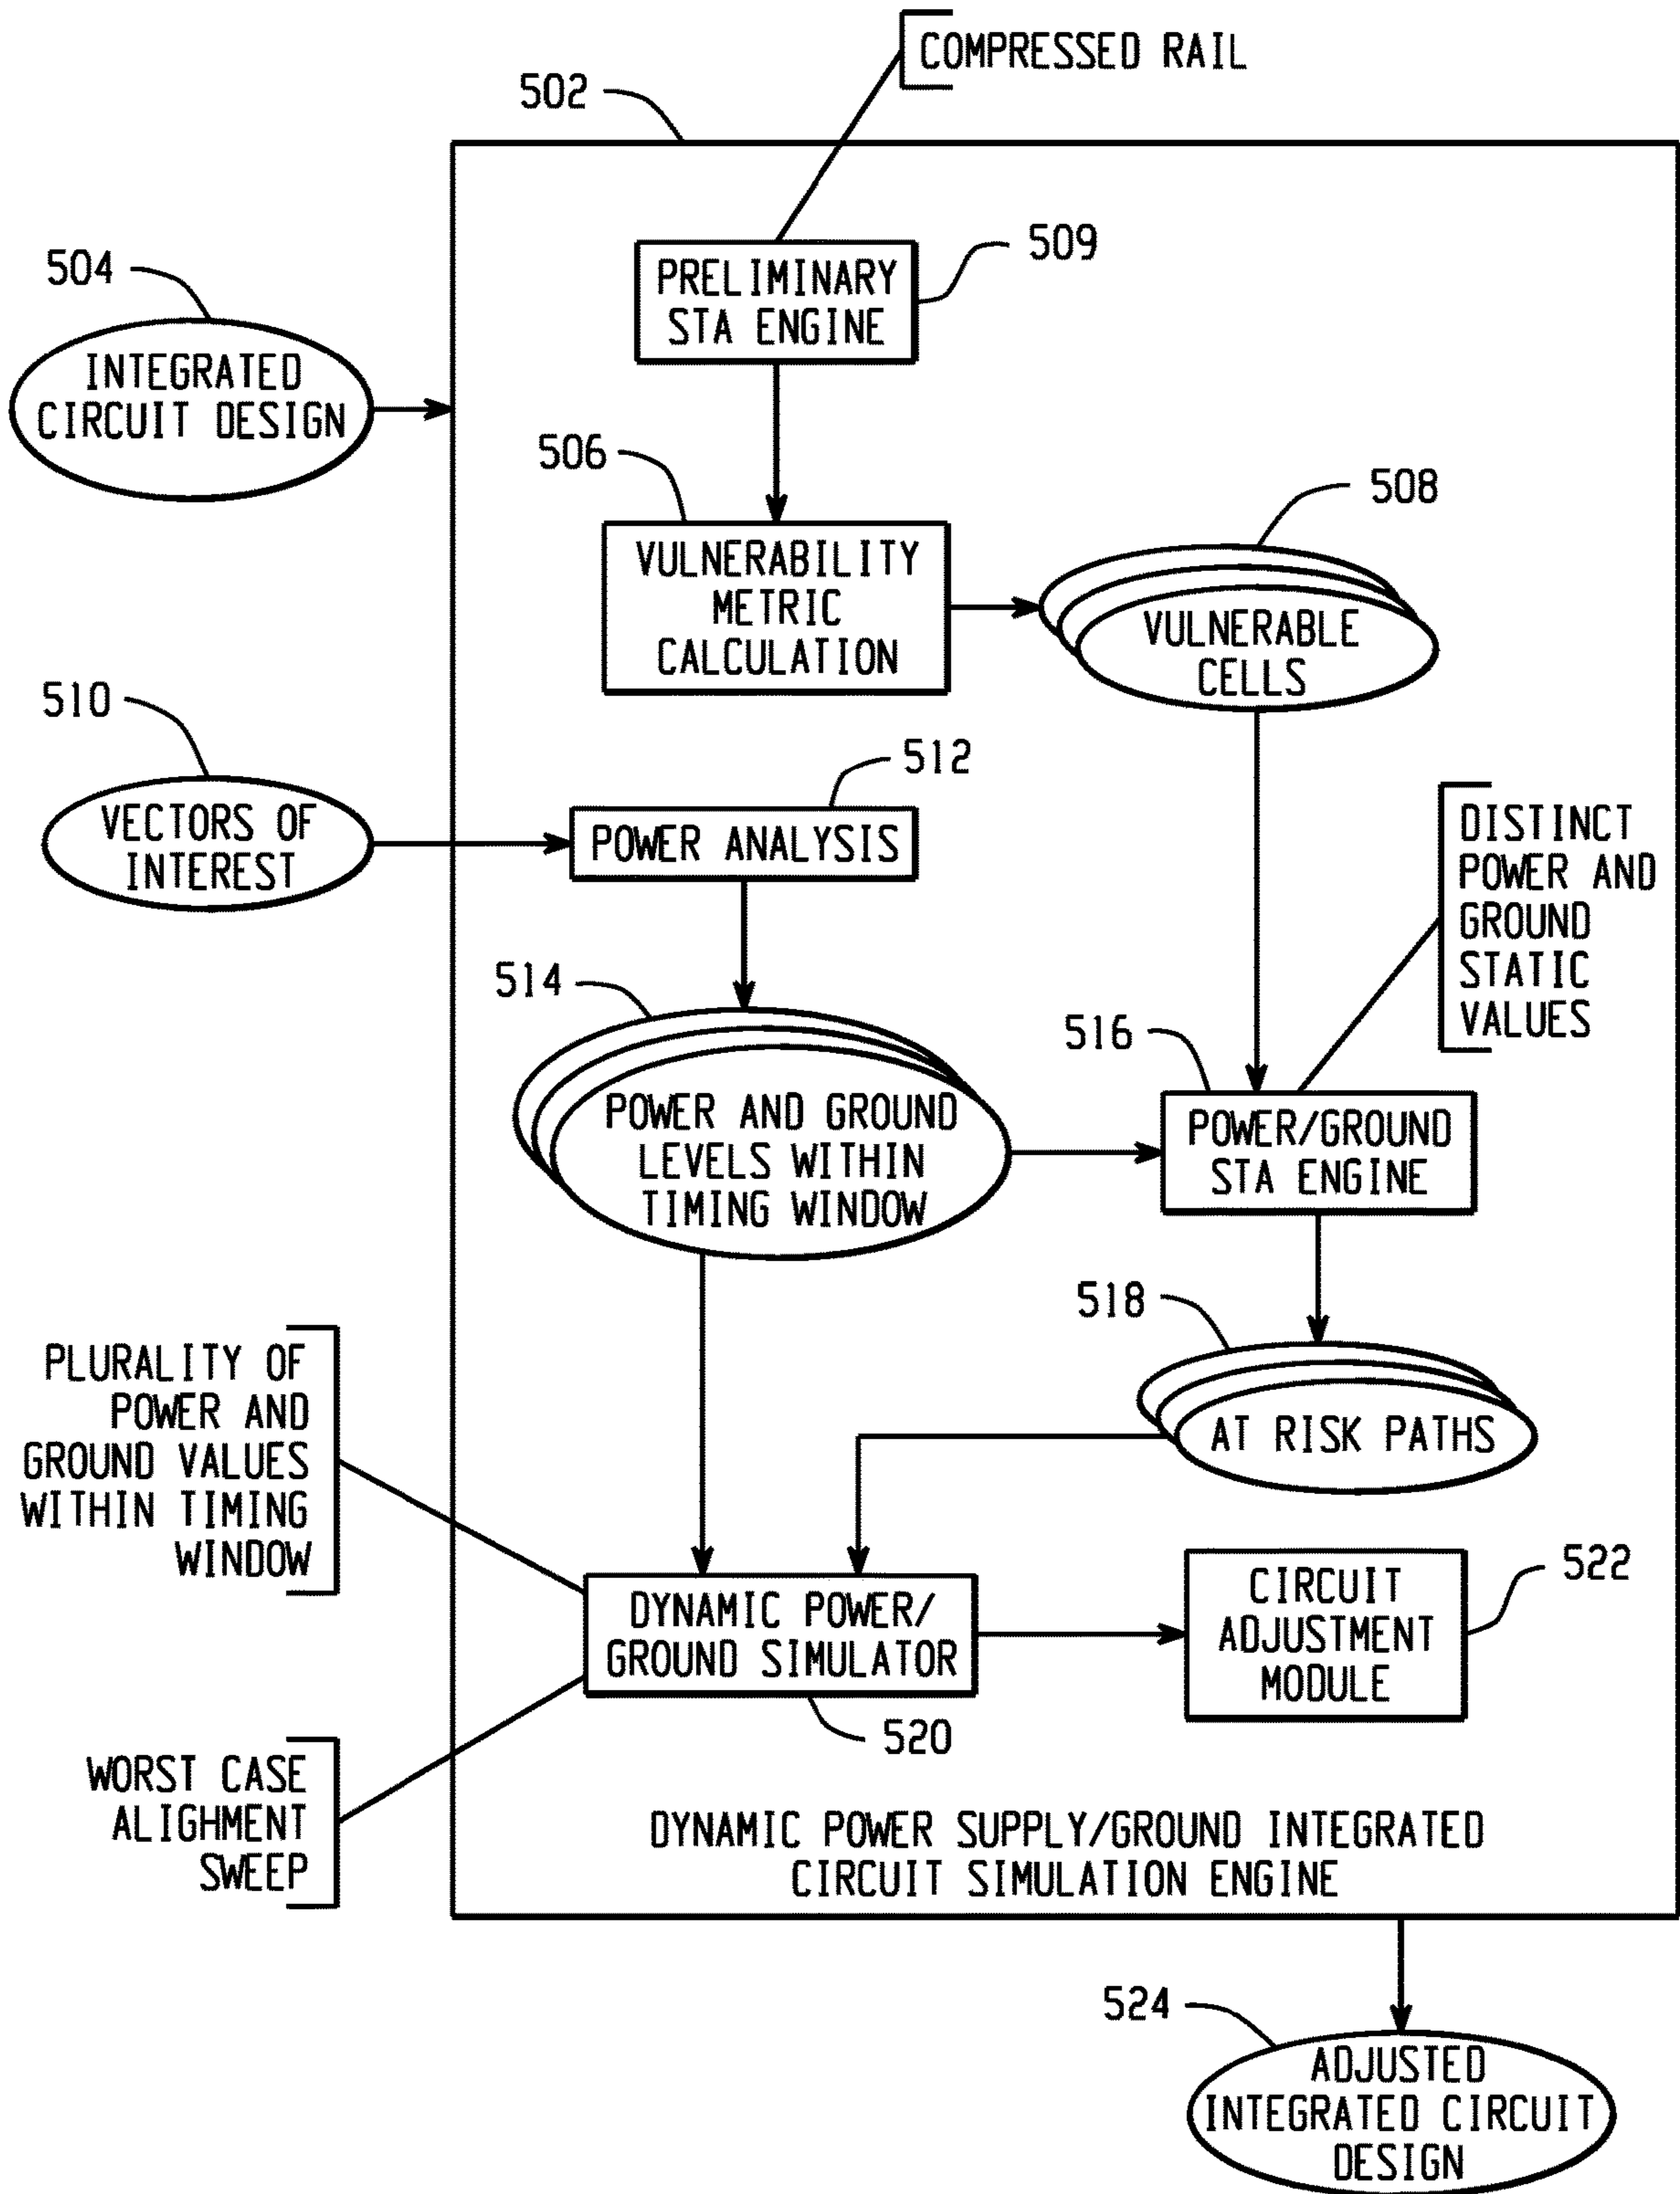 COMPRESSED RAIL
502
504
INTEGRATED
CIRCUIT DESIGN
PRELIMINARY
STA ENGINE
509
506
VULNERABILITY
METRIC
CALCULATION
508
VULNERABLE
CELLS
510
VECTORS OF
INTEREST
512
POWER ANALYSIS
DISTINCT
POWER AND
GROUND
STATIC
VALUES
514
POWER AND GROUND
LEVELS WITHIN
TIMING WINDOW
516
POWER/GROUND
STA ENGINE
518
AT RISK PATHS
PLURALITY OF
POWER AND
GROUND VALUES
WITHIN TIMING
WINDOW
DYNAMIC POWER/
GROUND SIMULATOR
520
CIRCUIT
ADJUSTMENT
MODULE
522
WORST CASE
ALIGHMENT
SWEEP
DYNAMIC POWER SUPPLY/GROUND INTEGRATED
CIRCUIT SIMULATION ENGINE
524
ADJUSTED
INTEGRATED CIRCUIT
DESIGN